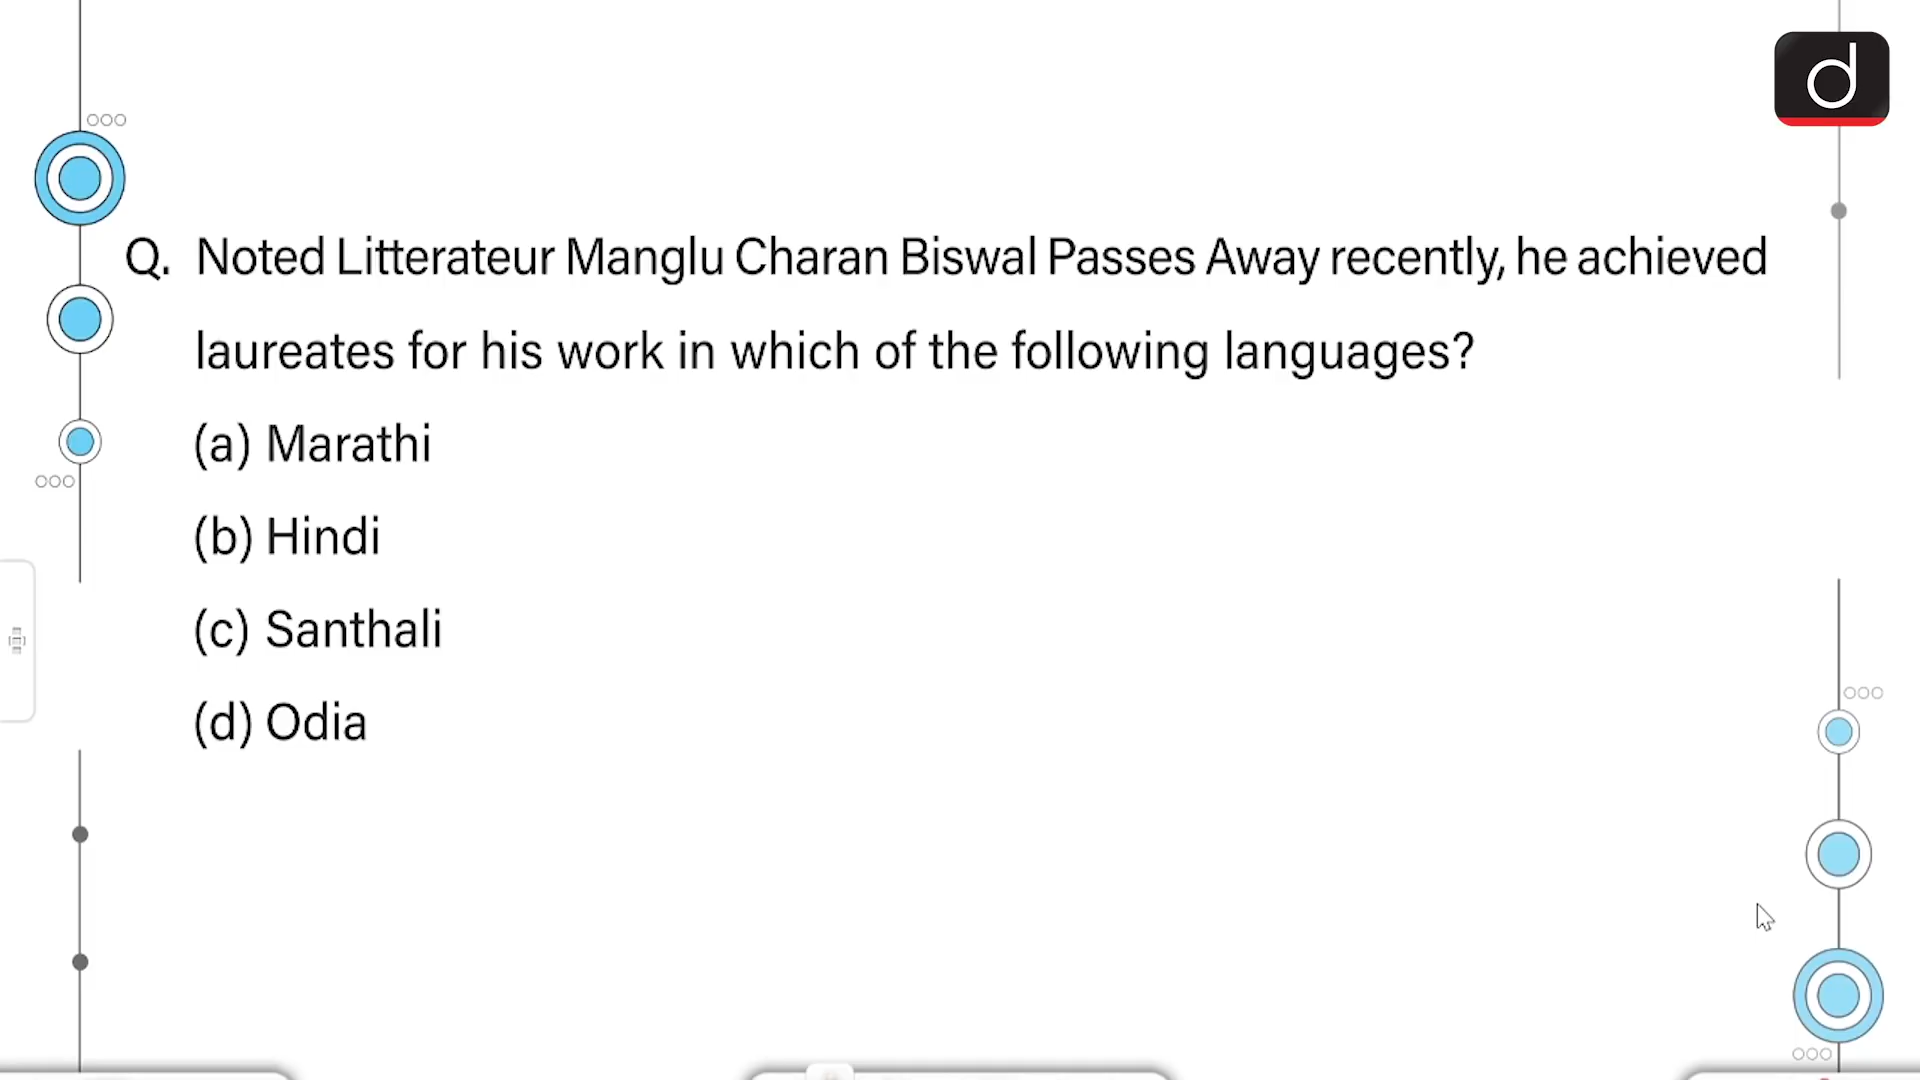 d
Q. Noted Litterateur Manglu Charan Biswal Passes Away recently, he achieved
laureates for his work in which of the following languages?
(a) Marathi
(b) Hindi
(c) Santhali
(d) Odia